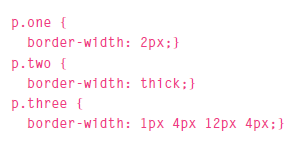 p.one {
  border-width: 2px;}
p.two {
  border-width: thick;}
p.three {
  border-width: 1px 4px 12px 4px;}